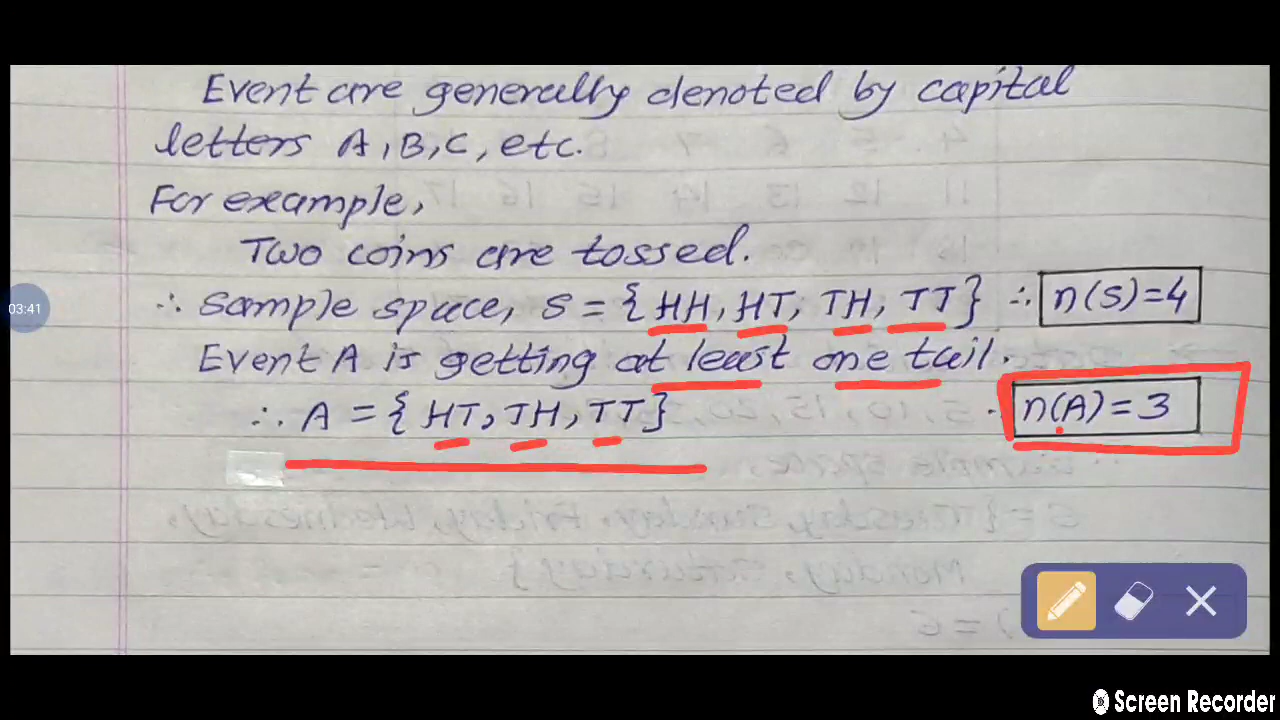 Event are generally denoted by capital
letters A, B, C, etc.
For example,
Two coins are tossed.
∴ Sample space, S = {HH, HT, TH, TT} ∴ n(S)=4
Event A is getting at least one tail.
∴ A = {HT, TH, TT} ∴ n(A) = 3
03:41
Screen Recorder